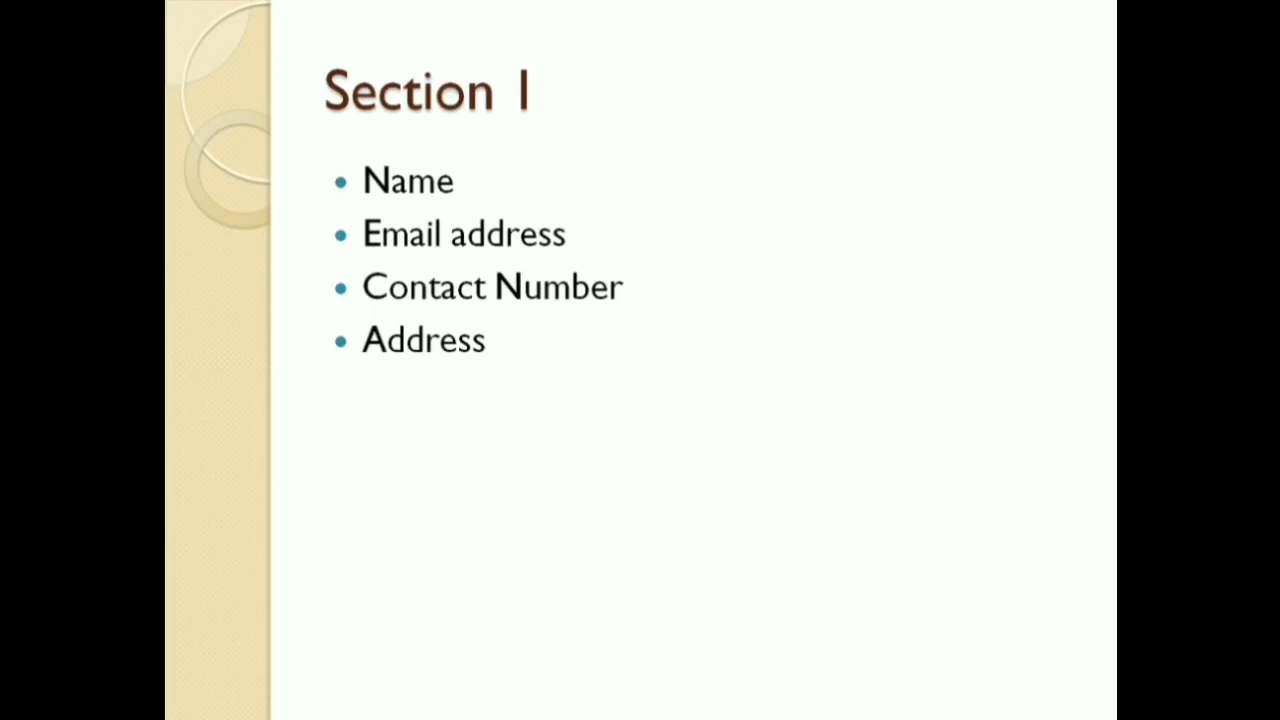 Section 1
• Name
• Email address
• Contact Number
• Address